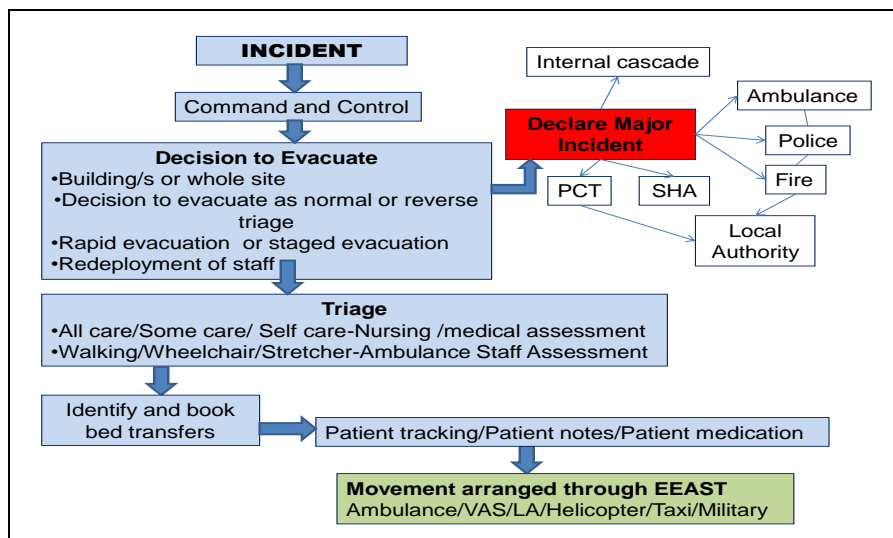 INCIDENT
Command and Control
Decision to Evacuate
•Building/s or whole site
•Decision to evacuate as normal or reverse
triage
•Rapid evacuation or staged evacuation
•Redeployment of staff
Internal cascade
Declare Major
Incident
Ambulance
Police
Fire
PCT
SHA
Local
Authority
Triage
•All care/Some care/ Self care-Nursing /medical assessment
•Walking/Wheelchair/Stretcher-Ambulance Staff Assessment
Identify and book
bed transfers
Patient tracking/Patient notes/Patient medication
Movement arranged through EEAST
Ambulance/VAS/LA/Helicopter/Taxi/Military